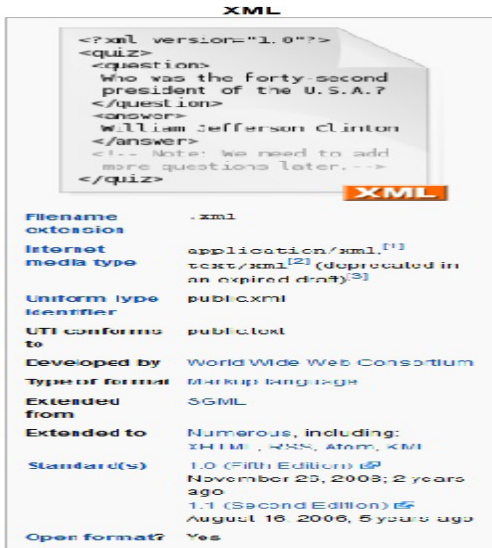 XML
<?xml version="1.0"?>
<quiz>
<question>
Who was the forty-second
president of the U.S.A.?
</question>
<answer>
William Jefferson Clinton
</answer>
<!-- Note: We need to add
more questions later.-->
</quiz>
XML
Filename extension .xml
Internet media type application/xml,[1]
text/xml[2] (deprecated in
an expired draft)[3]
Uniform Type Identifier public.xml
UTI conforms to public.text
Developed by World Wide Web Consortium
Type of format Markup language
Extended from SGML
Extended to Numerous, including:
XHTML, RSS, Atom, KML
Standard(s) 1.0 (Fifth Edition)
November 26, 2008; 2 years
ago
1.1 (Second Edition)
August 16, 2006; 5 years ago
Open format? Yes